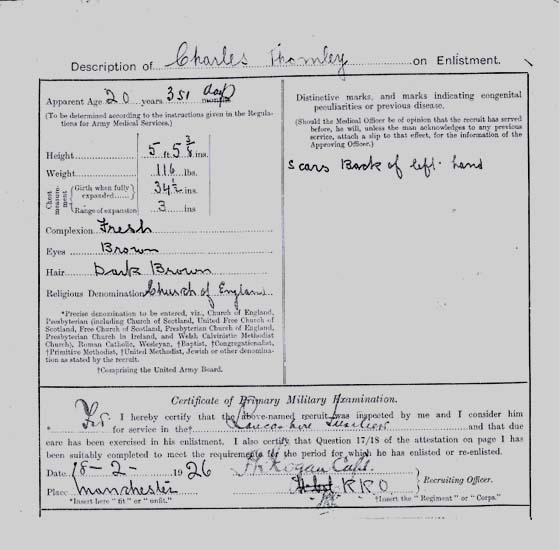 Description of Charles Thomley on Enlistment.
Apparent Age 20 years 351 days months
(To be determined according to the instructions given in the Regulations for Army Medical Services.)
Height 5 ft. 5 3/8 ins.
Weight 116 lbs.
Chest measurement
Girth when fully expanded 34 1/2 ins.
Range of expansion 3 ins
Complexion Fresh
Eyes Brown
Hair Dark Brown
Religious Denomination Church of England
*Precise denomination to be entered, viz., Church of England,
Presbyterian (including Church of Scotland, United Free Church of
Scotland, Free Church of Scotland, Presbyterian Church of England,
Presbyterian Church in Ireland, and Welsh Calvinistic Methodist
Church), Roman Catholic, Wesleyan, †Baptist, †Congregationalist,
†Primitive Methodist, †United Methodist, Jewish or other denomination
as stated by the recruit.
†Comprising the United Army Board.
Distinctive marks, and marks indicating congenital
peculiarities or previous disease.
(Should the Medical Officer be of opinion that the recruit has served
before, he will, unless the man acknowledges to any previous
service, attach a slip to that effect, for the information of the
Approving Officer.)
Scars Back of left hand
Certificate of Primary Military Examination.
* Fit I hereby certify that the above-named recruit was inspected by me and I consider him
for service in the† Lancashire Fusiliers and that due
care has been exercised in his enlistment. I also certify that Question 17/18 of the attestation on page 1 has
been suitably completed to meet the requirements for the period for which he has enlisted or re-enlisted.
Date 18-2-1926
Capt.
Place Manchester
R.R.O. Recruiting Officer.
*Insert here "fit" or "unfit."
†Insert the "Regiment" or "Corps."